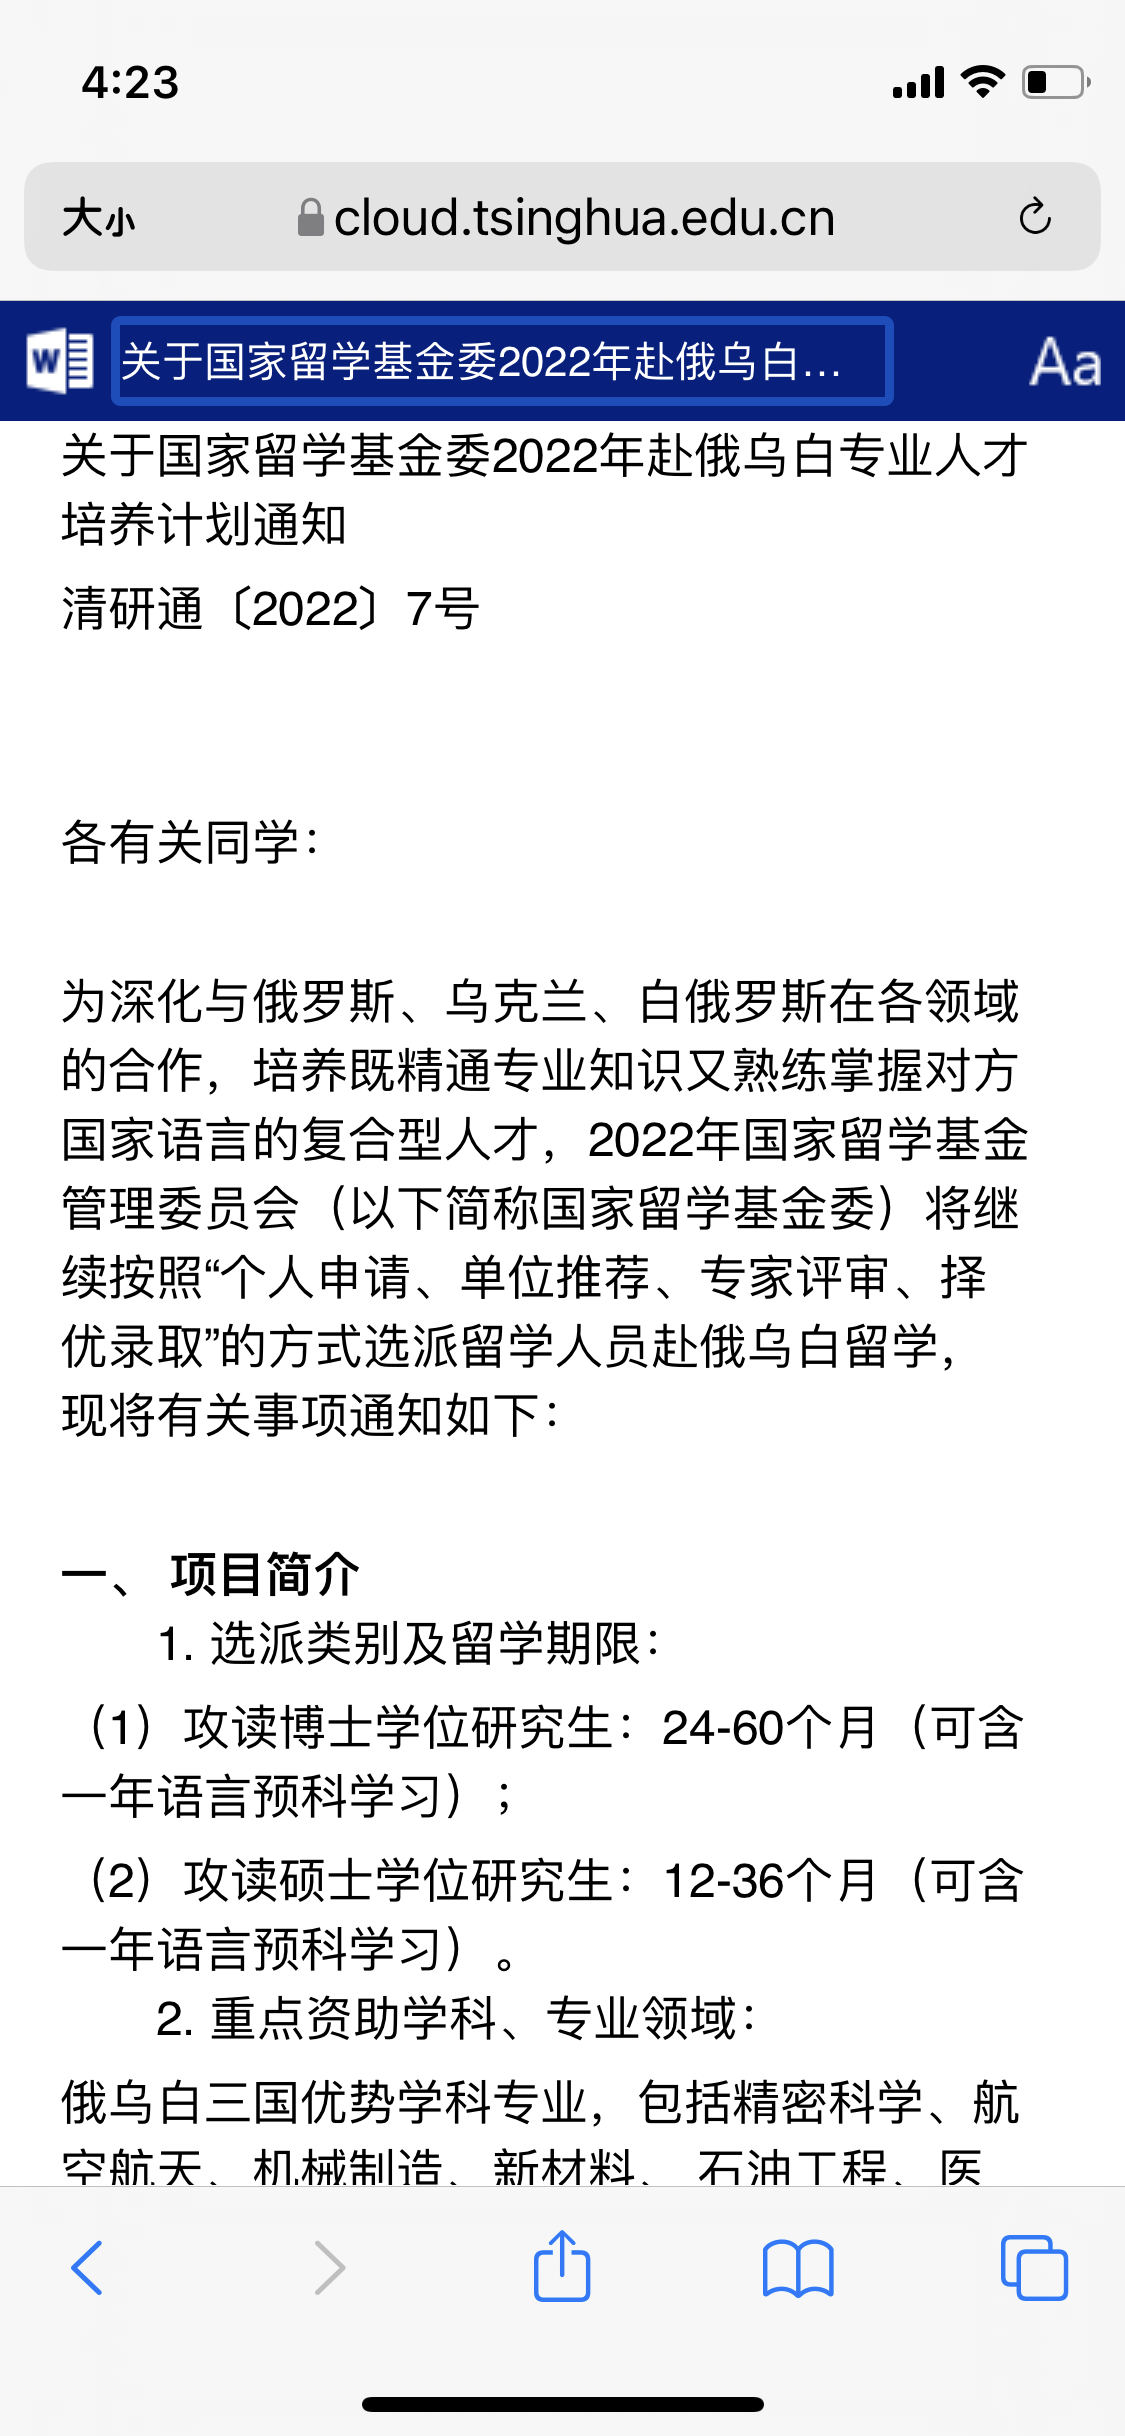 4:23
大小 cloud.tsinghua.edu.cn
W 关于国家留学基金委2022年赴俄乌白... Aa
关于国家留学基金委2022年赴俄乌白专业人才
培养计划通知
清研通〔2022〕7号
各有关同学：
为深化与俄罗斯、乌克兰、白俄罗斯在各领域
的合作，培养既精通专业知识又熟练掌握对方
国家语言的复合型人才，2022年国家留学基金
管理委员会（以下简称国家留学基金委）将继
续按照“个人申请、单位推荐、专家评审、择
优录取”的方式选派留学人员赴俄乌白留学，
现将有关事项通知如下：
一、 项目简介
1. 选派类别及留学期限：
（1）攻读博士学位研究生：24-60个月（可含
一年语言预科学习）；
（2）攻读硕士学位研究生：12-36个月（可含
一年语言预科学习）。
2. 重点资助学科、专业领域：
俄乌白三国优势学科专业，包括精密科学、航
空航天、机械制造、新材料、 石油工程、医